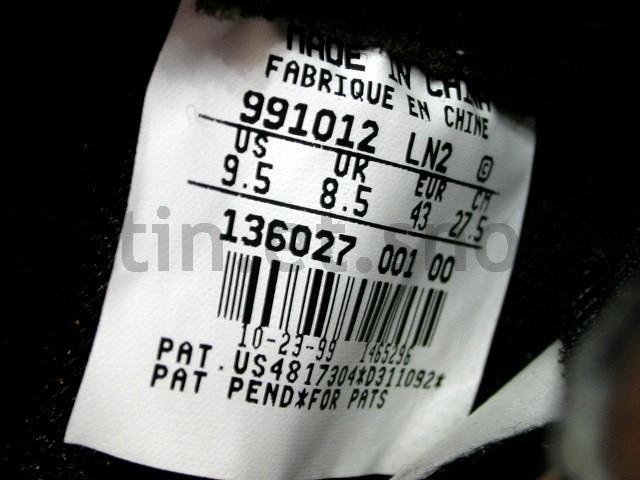 MADE IN CHINA
FABRIQUE EN CHINE
991012 LN2 ©
US UK EUR CM
9.5 8.5 43 27.5
136027 001 00
10-23-99 1465296
PAT.US4817304*D311092*
PAT PEND*FOR PATS